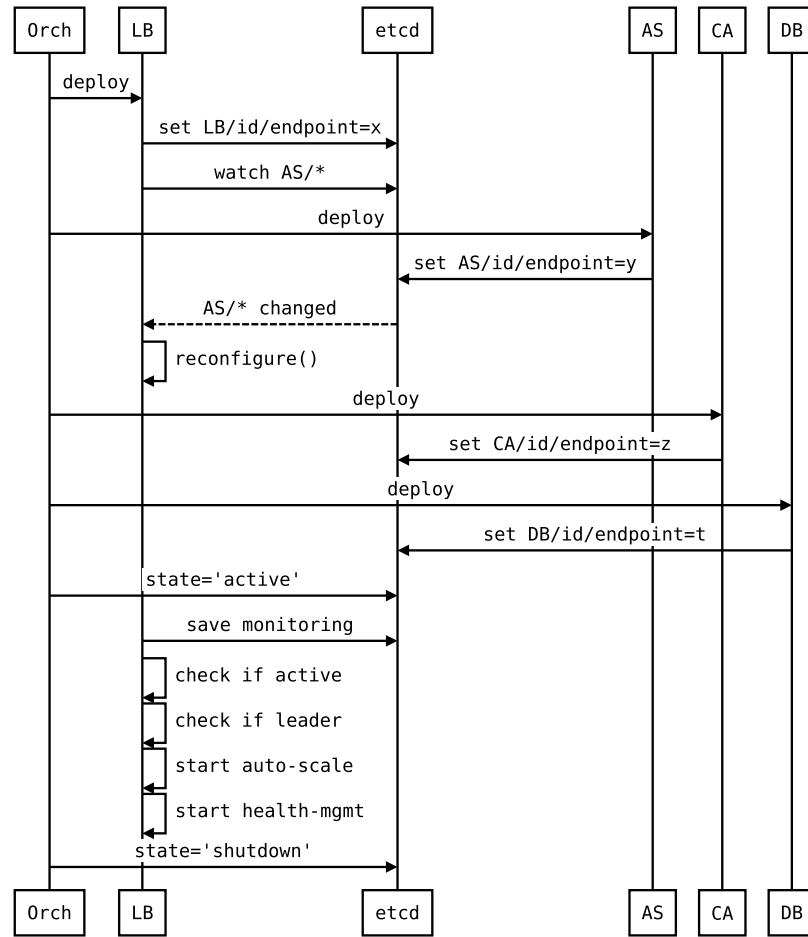 Orch LB etcd AS CA DB
deploy
set LB/id/endpoint=x
watch AS/*
deploy
set AS/id/endpoint=y
AS/* changed
reconfigure()
deploy
set CA/id/endpoint=z
deploy
set DB/id/endpoint=t
state='active'
save monitoring
check if active
check if leader
start auto-scale
start health-mgmt
state='shutdown'
Orch LB etcd AS CA DB